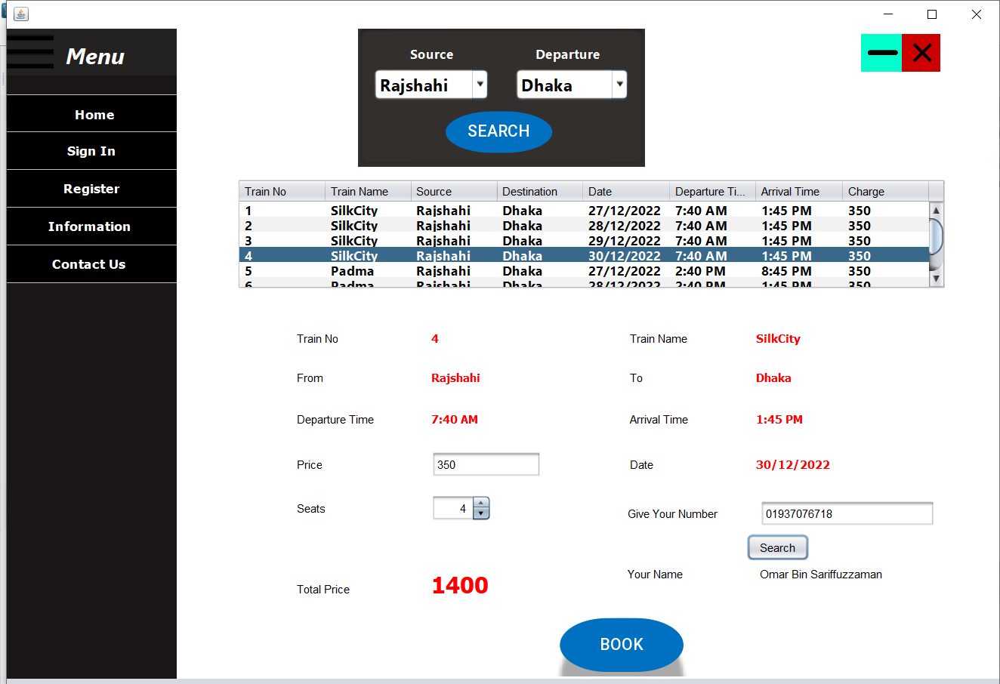 Menu
Home
Sign In
Register
Information
Contact Us
Source Departure
Rajshahi Dhaka
SEARCH
Train No Train Name Source Destination Date Departure Ti... Arrival Time Charge
1 SilkCity Rajshahi Dhaka 27/12/2022 7:40 AM 1:45 PM 350
2 SilkCity Rajshahi Dhaka 28/12/2022 7:40 AM 1:45 PM 350
3 SilkCity Rajshahi Dhaka 29/12/2022 7:40 AM 1:45 PM 350
4 SilkCity Rajshahi Dhaka 30/12/2022 7:40 AM 1:45 PM 350
5 Padma Rajshahi Dhaka 27/12/2022 2:40 PM 8:45 PM 350
6 Padma Rajshahi Dhaka 28/12/2022 2:40 PM 1:45 PM 350
Train No 4 Train Name SilkCity
From Rajshahi To Dhaka
Departure Time 7:40 AM Arrival Time 1:45 PM
Price 350 Date 30/12/2022
Seats 4 Give Your Number 01937076718
Search
Your Name Omar Bin Sariffuzzaman
Total Price 1400
BOOK